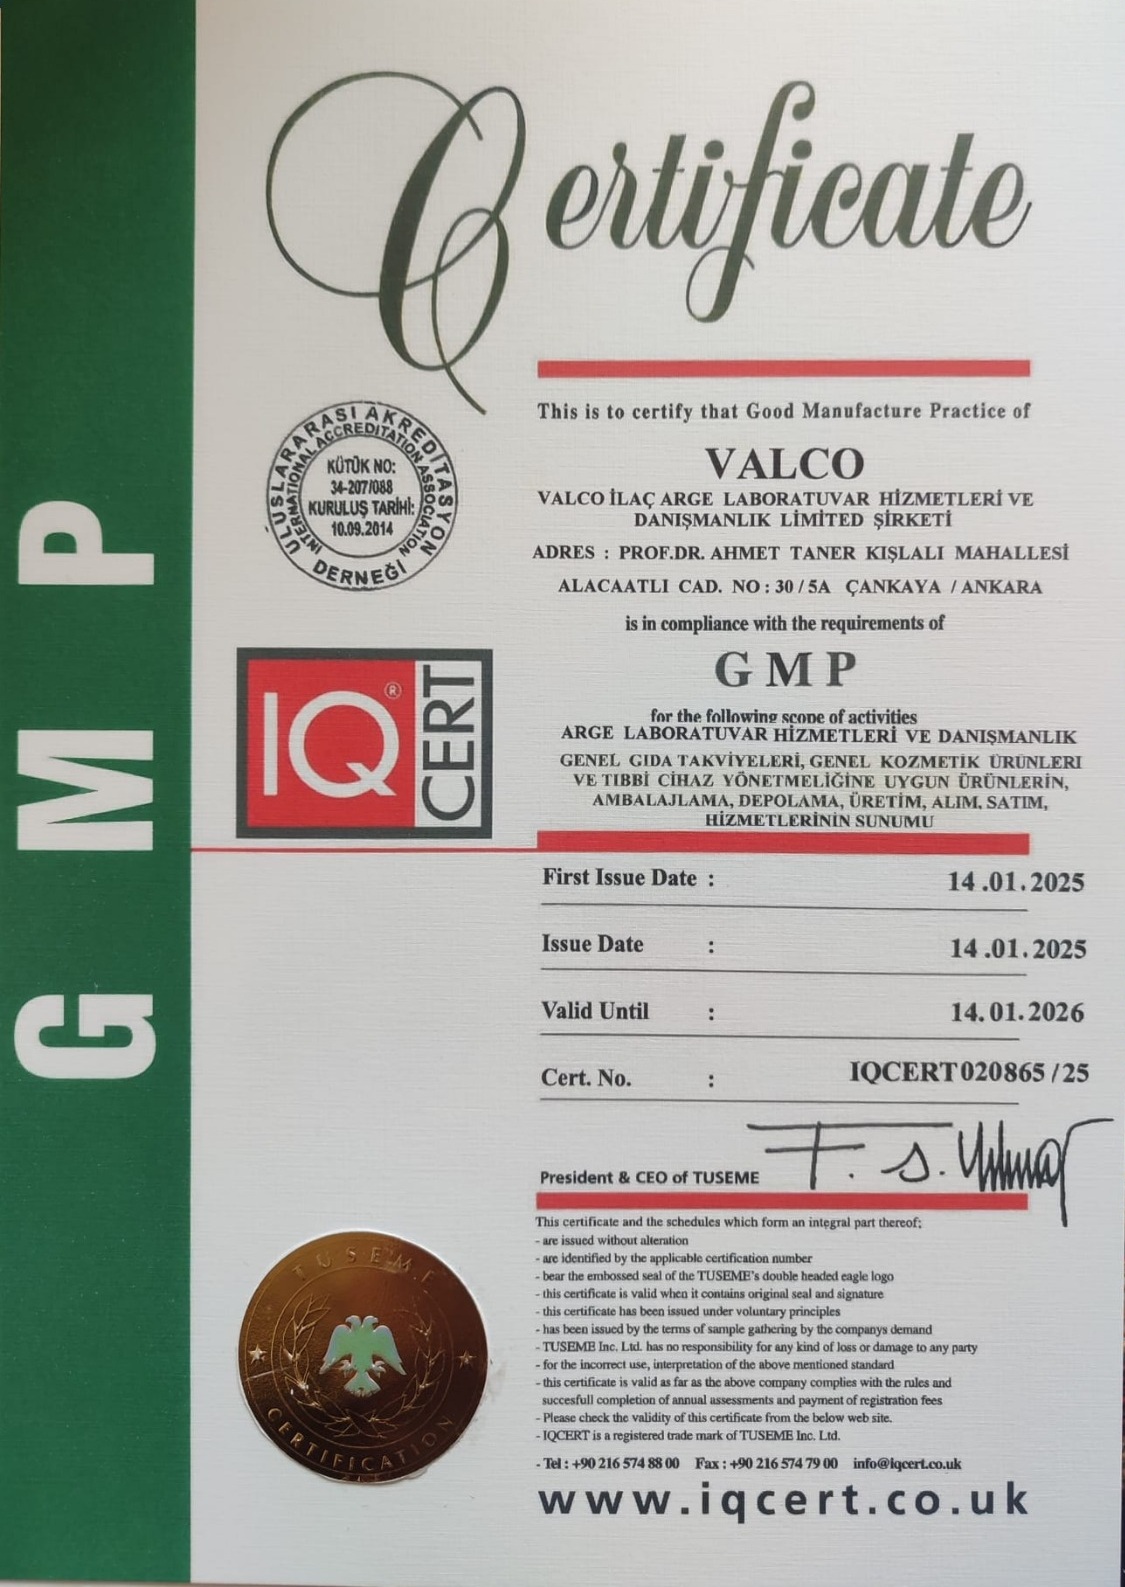 Certificate
This is to certify that Good Manufacture Practice of
VALCO
VALCO İLAÇ ARGE LABORATUVAR HİZMETLERİ VE
DANIŞMANLIK LİMİTED ŞİRKETİ
ADRES : PROF.DR. AHMET TANER KIŞLALI MAHALLESİ
ALACAATLI CAD. NO : 30 / 5A ÇANKAYA / ANKARA
is in compliance with the requirements of
G M P
for the following scope of activities
ARGE LABORATUVAR HİZMETLERİ VE DANIŞMANLIK
GENEL GIDA TAKVİYELERİ, GENEL KOZMETİK ÜRÜNLERİ
VE TIBBİ CİHAZ YÖNETMELİĞİNE UYGUN ÜRÜNLERİN,
AMBALAJLAMA, DEPOLAMA, ÜRETİM, ALIM, SATIM,
HİZMETLERİNİN SUNUMU
ULUSLARARASI AKREDİTASYON DERNEĞİ
INTERNATIONAL ACCREDITATION ASSOCIATION
KÜTÜK NO:
34-207/088
KURULUŞ TARİHİ:
10.09.2014
IQ® CERT
GMP
First Issue Date : 14.01.2025
Issue Date : 14.01.2025
Valid Until : 14.01.2026
Cert. No. : IQCERT020865/25
President & CEO of TUSEME
This certificate and the schedules which form an integral part thereof;
- are issued without alteration
- are identified by the applicable certification number
- bear the embossed seal of the TUSEME's double headed eagle logo
- this certificate is valid when it contains original seal and signature
- this certificate has been issued under voluntary principles
- has been issued by the terms of sample gathering by the companys demand
- TUSEME Inc. Ltd. has no responsibility for any kind of loss or damage to any party
- for the incorrect use, interpretation of the above mentioned standard
- this certificate is valid as far as the above company complies with the rules and
succesfull completion of annual assessments and payment of registration fees
- Please check the validity of this certificate from the below web site.
- IQCERT is a registered trade mark of TUSEME Inc. Ltd.
- Tel : +90 216 574 88 00 Fax : +90 216 574 79 00 info@iqcert.co.uk
www.iqcert.co.uk
TUSEME
CERTIFICATION